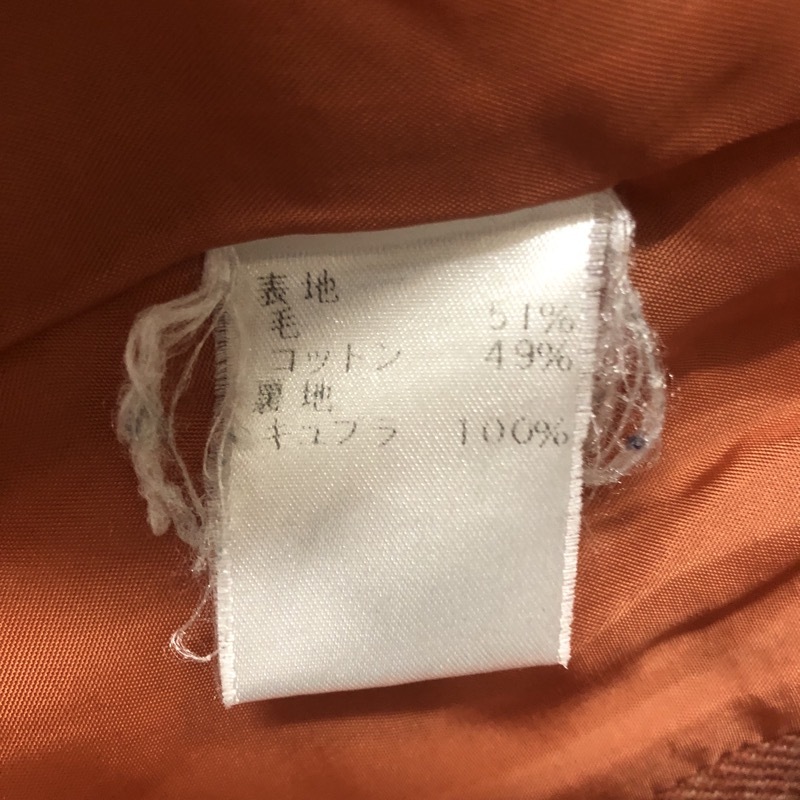 表地
毛 51%
コットン 49%
裏地
キュプラ 100%